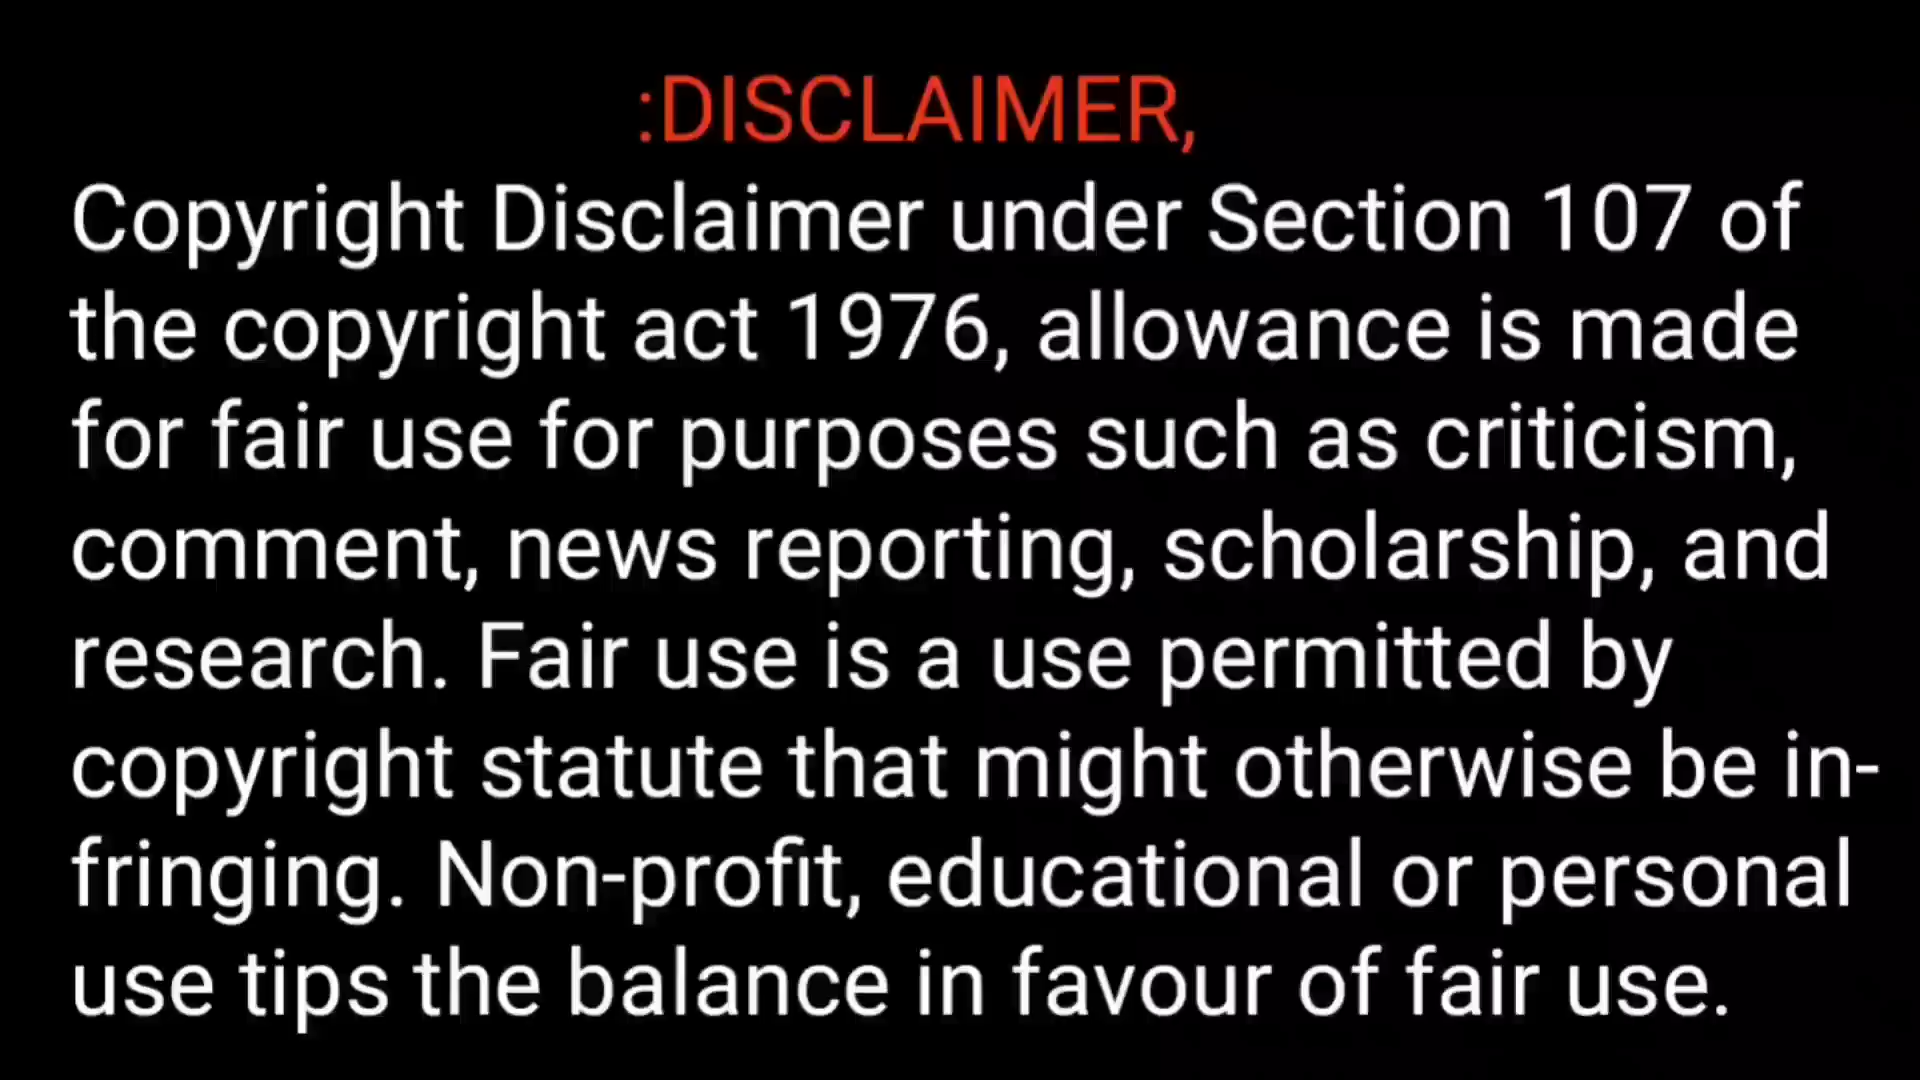 :DISCLAIMER,
Copyright Disclaimer under Section 107 of
the copyright act 1976, allowance is made
for fair use for purposes such as criticism,
comment, news reporting, scholarship, and
research. Fair use is a use permitted by
copyright statute that might otherwise be in-
fringing. Non-profit, educational or personal
use tips the balance in favour of fair use.